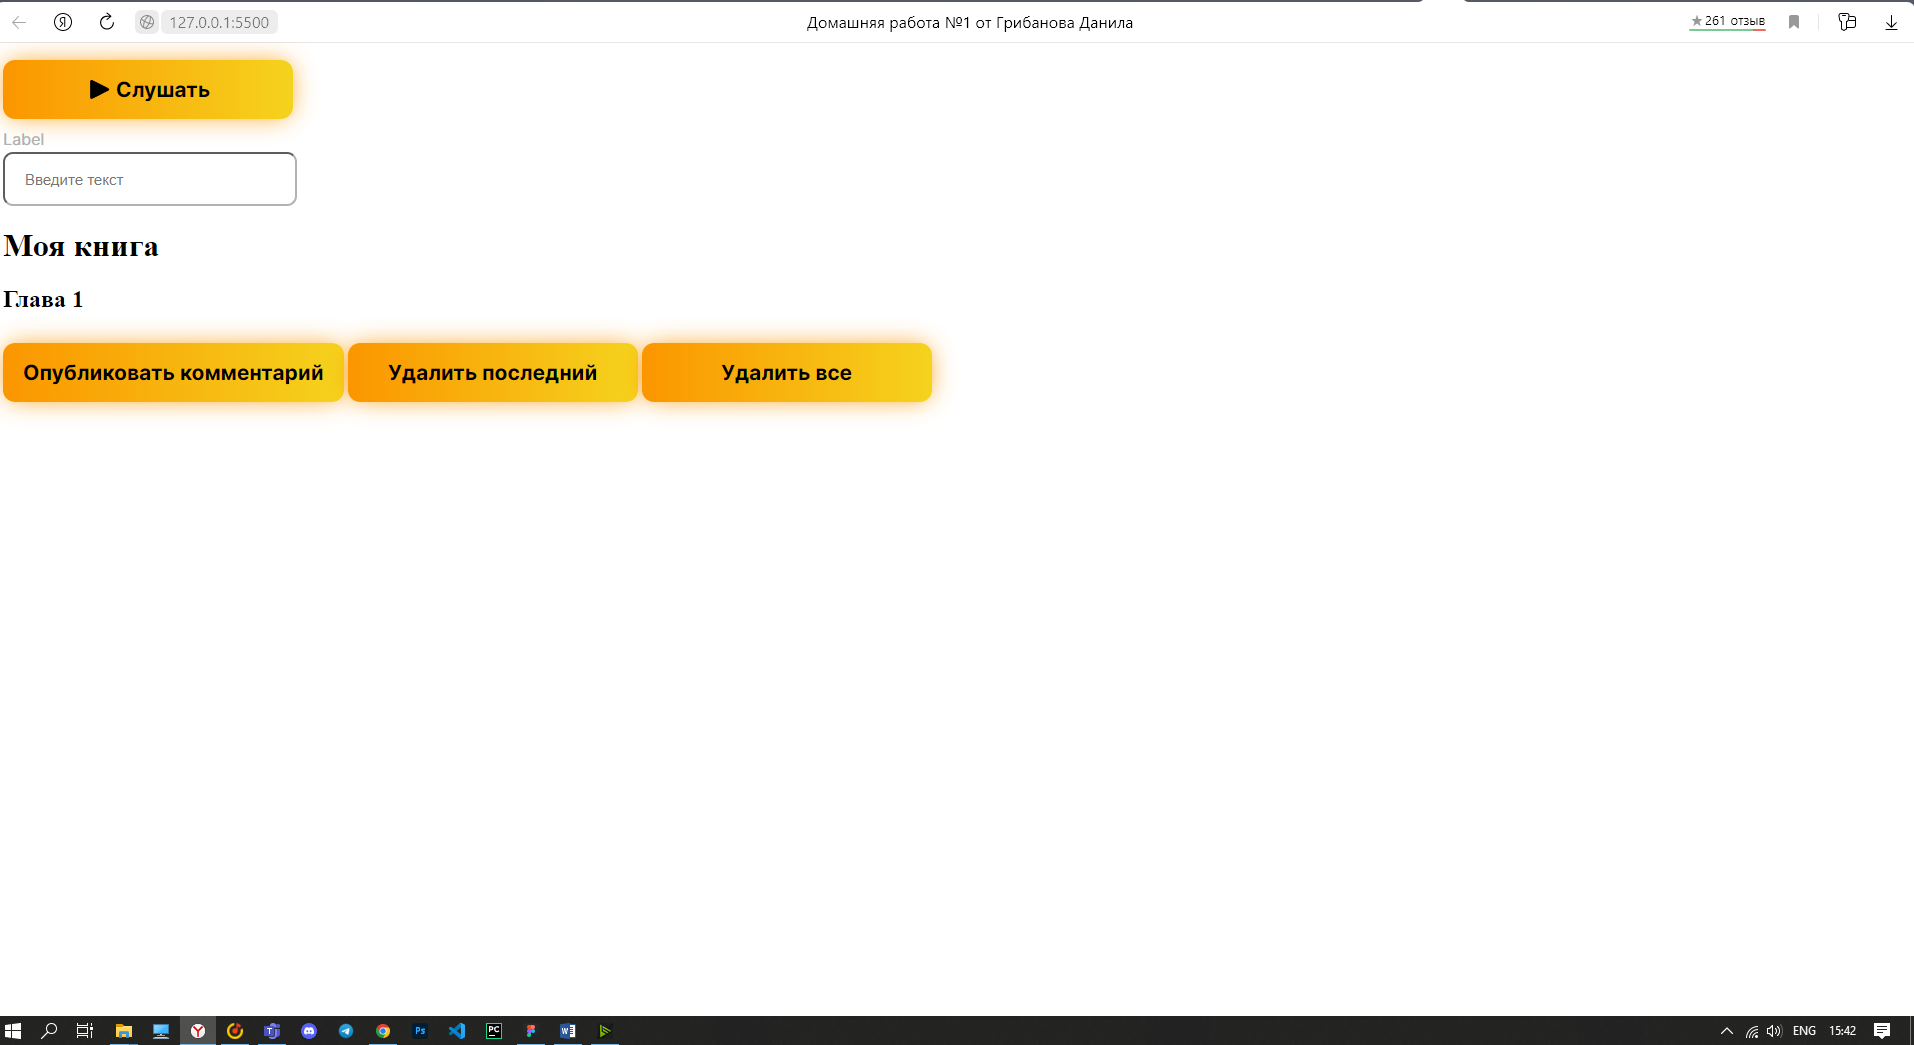 Я 127.0.0.1:5500 Домашняя работа №1 от Грибанова Данила ★ 261 отзыв
Слушать
Label
Введите текст
Моя книга
Глава 1
Опубликовать комментарий Удалить последний Удалить все
ENG 15:42